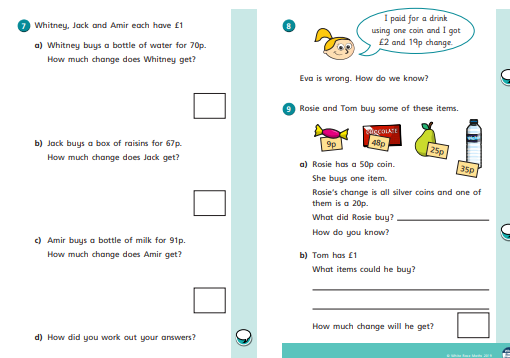 7 Whitney, Jack and Amir each have £1
a) Whitney buys a bottle of water for 70p.
How much change does Whitney get?
b) Jack buys a box of raisins for 67p.
How much change does Jack get?
c) Amir buys a bottle of milk for 91p.
How much change does Amir get?
d) How did you work out your answers?
8
I paid for a drink
using one coin and I got
£2 and 19p change.
Eva is wrong. How do we know?
9 Rosie and Tom buy some of these items.
CHOCOLATE
9p
48p
25p
35p
a) Rosie has a 50p coin.
She buys one item.
Rosie's change is all silver coins and one of
them is a 20p.
What did Rosie buy?
How do you know?
b) Tom has £1
What items could he buy?
How much change will he get?
© White Rose Maths 2019